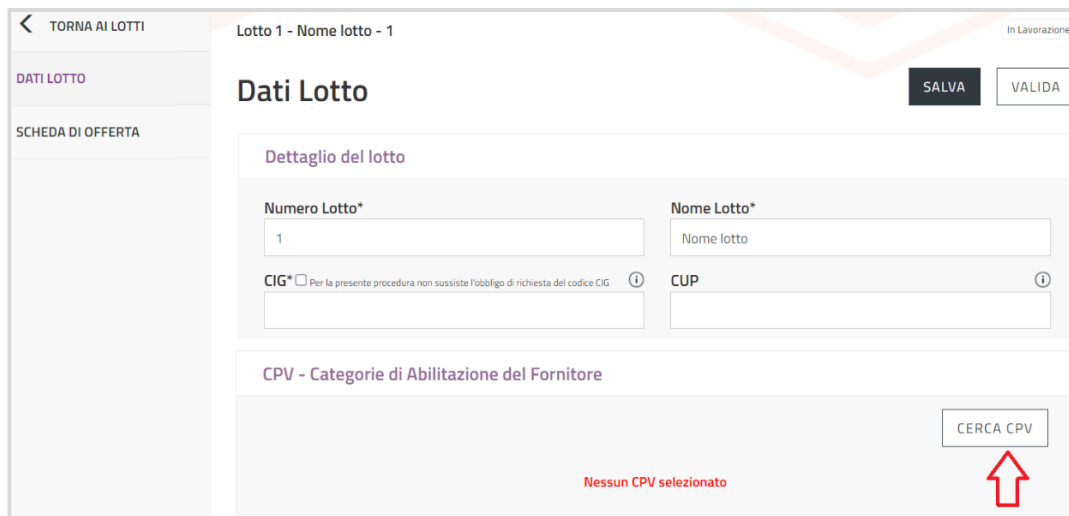 TORNA AI LOTTI
DATI LOTTO
SCHEDA DI OFFERTA
Lotto 1 - Nome lotto - 1
In Lavorazione
Dati Lotto
SALVA
VALIDA
Dettaglio del lotto
Numero Lotto*
Nome Lotto*
1
Nome lotto
CIG* Per la presente procedura non sussiste l'obbligo di richiesta del codice CIG
CUP
CPV - Categorie di Abilitazione del Fornitore
CERCA CPV
Nessun CPV selezionato